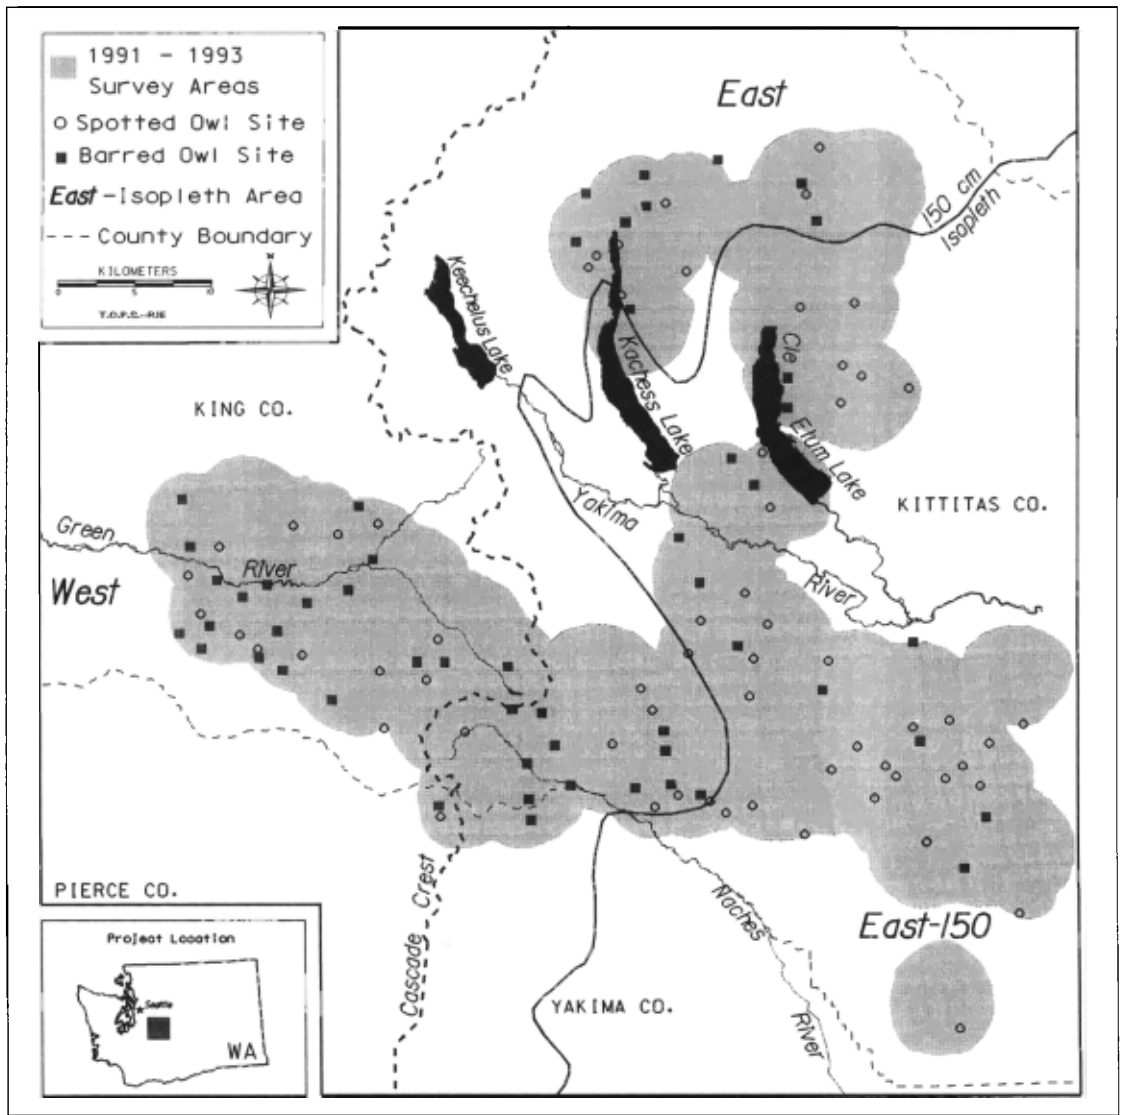 1991 - 1993
Survey Areas
Spotted Owl Site
Barred Owl Site
East-Isopleth Area
County Boundary
KILOMETERS
0 5 10
N
Y.O.P.C.-RJE
East
150 cm
Isopleth
Keechelus Lake
Kachess Lake
Cle
Elum Lake
KING CO.
KITTITAS CO.
Yakima
River
Green
River
West
PIERCE CO.
Cascade Crest
Naches
River
East-150
YAKIMA CO.
Project Location
Seattle
WA